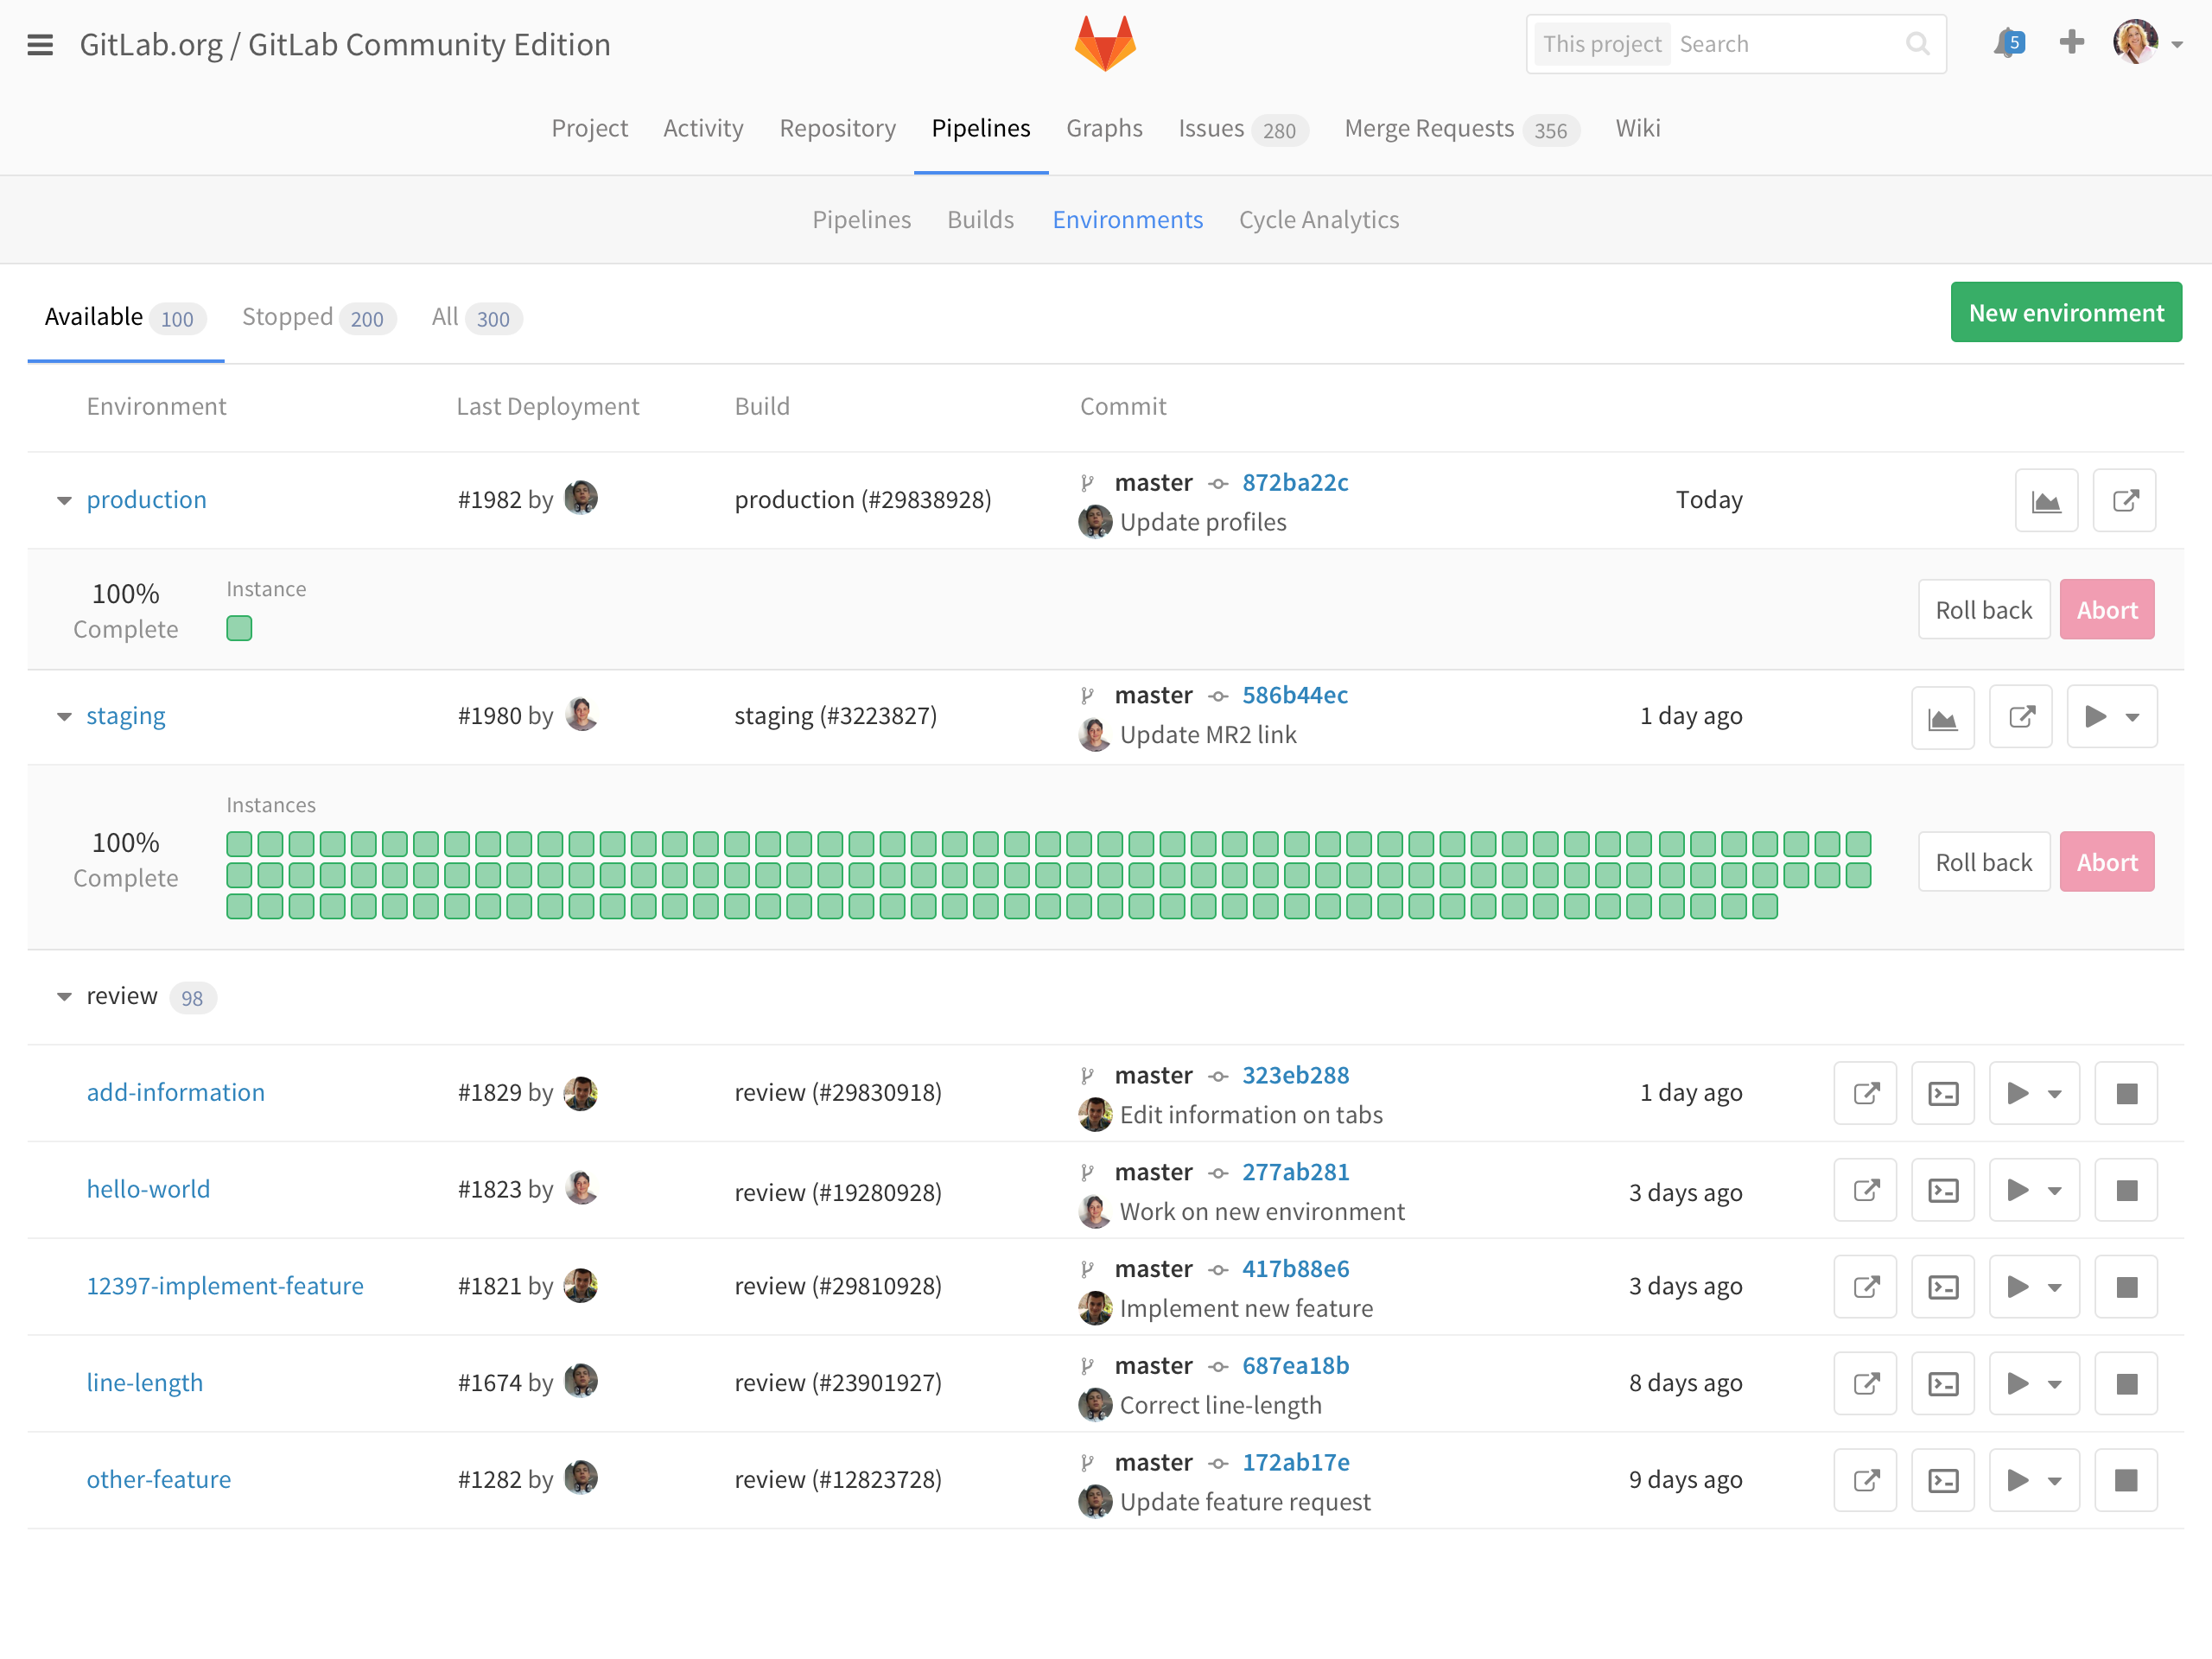 GitLab.org / GitLab Community Edition
This project Search
5
Project Activity Repository Pipelines Graphs Issues 280 Merge Requests 356 Wiki
Pipelines Builds Environments Cycle Analytics
Available 100 Stopped 200 All 300
New environment
Environment Last Deployment Build Commit
production #1982 by production (#29838928) master 872ba22c Today
Update profiles
Instance
100%
Complete
Roll back Abort
staging #1980 by staging (#3223827) master 586b44ec 1 day ago
Update MR2 link
Instances
100%
Complete
Roll back Abort
review 98
add-information #1829 by review (#29830918) master 323eb288 1 day ago
Edit information on tabs
hello-world #1823 by review (#19280928) master 277ab281 3 days ago
Work on new environment
12397-implement-feature #1821 by review (#29810928) master 417b88e6 3 days ago
Implement new feature
line-length #1674 by review (#23901927) master 687ea18b 8 days ago
Correct line-length
other-feature #1282 by review (#12823728) master 172ab17e 9 days ago
Update feature request